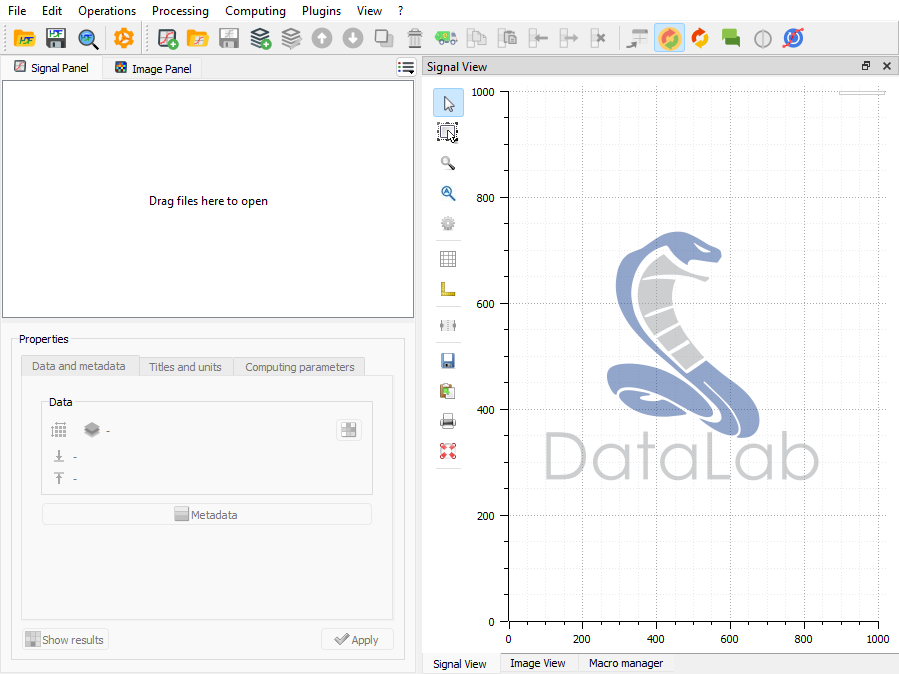 File Edit Operations Processing Computing Plugins View ?
Signal Panel Image Panel
Drag files here to open
Properties
Data and metadata Titles and units Computing parameters
Data
-
-
-
Metadata
Show results Apply
Signal View
1000
800
600
400
200
0
0 200 400 600 800 1000
DataLab
Signal View Image View Macro manager